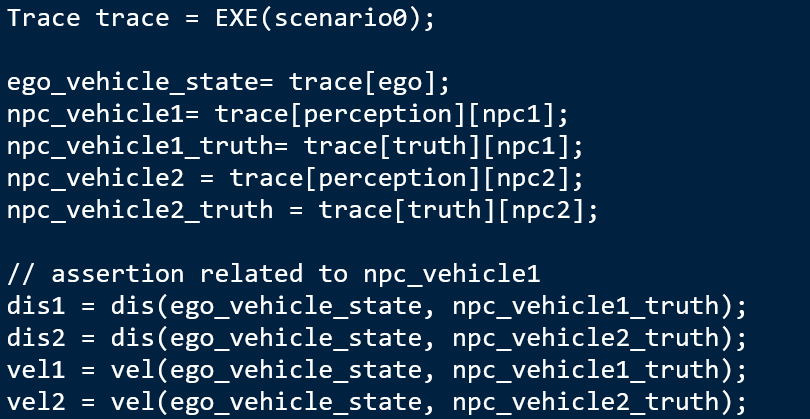 Trace trace = EXE(scenario0);
ego_vehicle_state= trace[ego];
npc_vehicle1= trace[perception][npc1];
npc_vehicle1_truth= trace[truth][npc1];
npc_vehicle2 = trace[perception][npc2];
npc_vehicle2_truth = trace[truth][npc2];
// assertion related to npc_vehicle1
dis1 = dis(ego_vehicle_state, npc_vehicle1_truth);
dis2 = dis(ego_vehicle_state, npc_vehicle2_truth);
vel1 = vel(ego_vehicle_state, npc_vehicle1_truth);
vel2 = vel(ego_vehicle_state, npc_vehicle2_truth);